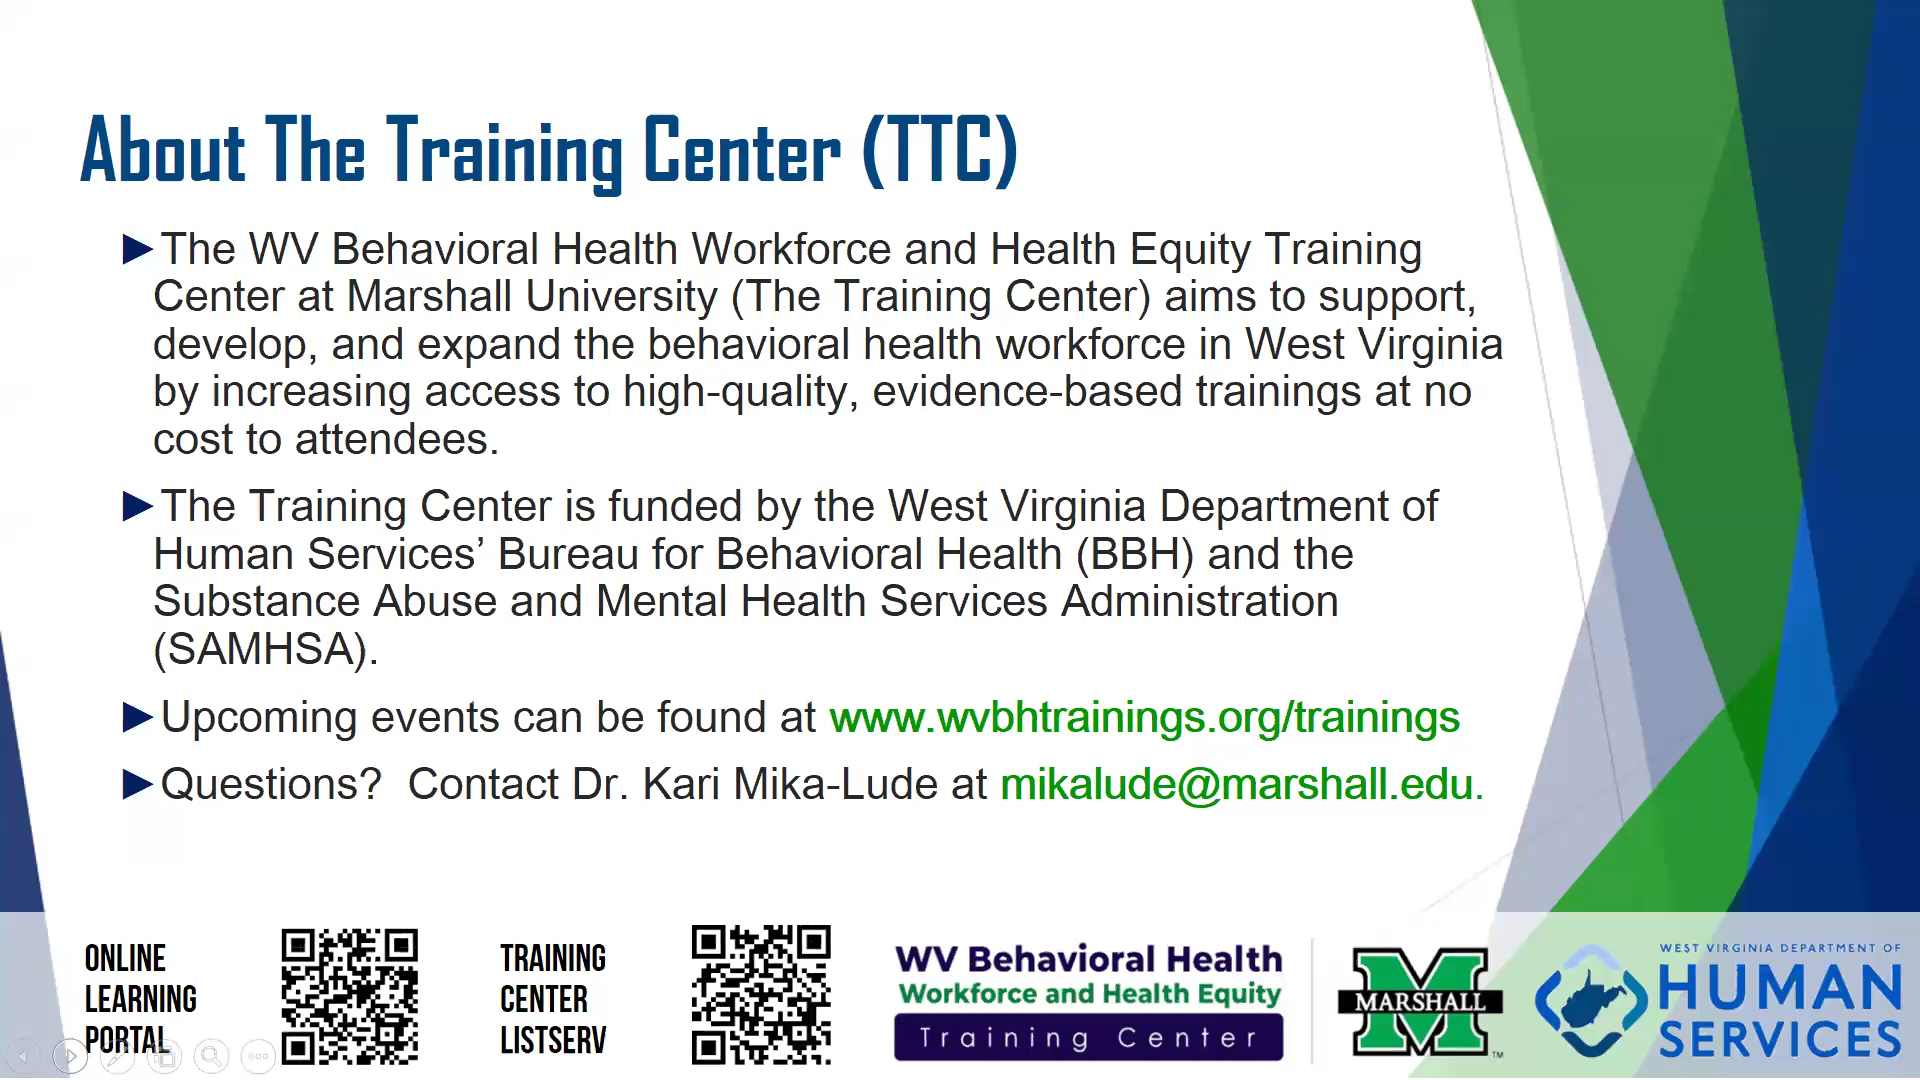 About The Training Center (TTC)
►The WV Behavioral Health Workforce and Health Equity Training
Center at Marshall University (The Training Center) aims to support,
develop, and expand the behavioral health workforce in West Virginia
by increasing access to high-quality, evidence-based trainings at no
cost to attendees.
►The Training Center is funded by the West Virginia Department of
Human Services’ Bureau for Behavioral Health (BBH) and the
Substance Abuse and Mental Health Services Administration
(SAMHSA).
►Upcoming events can be found at www.wvbhtrainings.org/trainings
►Questions?  Contact Dr. Kari Mika-Lude at mikalude@marshall.edu.
ONLINE
LEARNING
PORTAL
TRAINING
CENTER
LISTSERV
WV Behavioral Health
Workforce and Health Equity
Training Center
MARSHALL
TM
WEST VIRGINIA DEPARTMENT OF
HUMAN
SERVICES